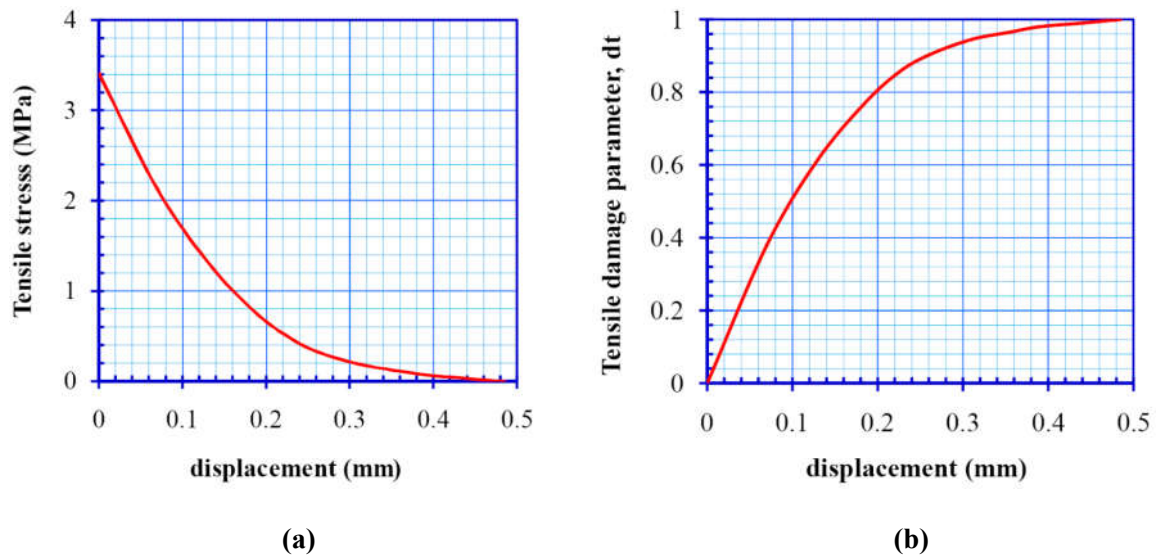 Tensile stresss (MPa)
4
3
2
1
0
0 0.1 0.2 0.3 0.4 0.5
displacement (mm)
(a)
Tensile damage parameter, dt
1
0.8
0.6
0.4
0.2
0
0 0.1 0.2 0.3 0.4 0.5
displacement (mm)
(b)